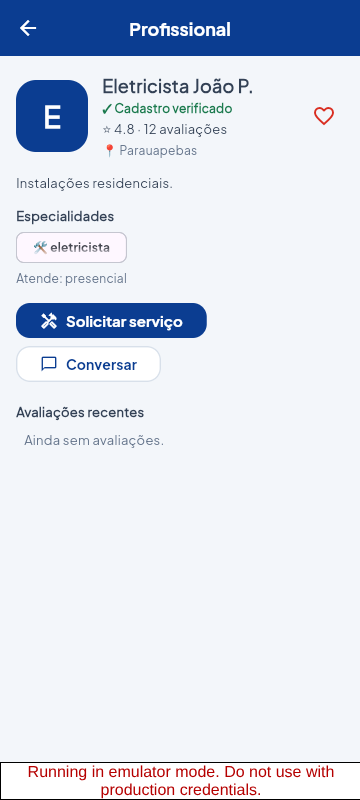 Profissional
E
Eletricista João P.
✓ Cadastro verificado
⭐ 4.8 · 12 avaliações
📍 Parauapebas
Instalações residenciais.
Especialidades
🛠️ eletricista
Atende: presencial
Solicitar serviço
Conversar
Avaliações recentes
Ainda sem avaliações.
Running in emulator mode. Do not use with
production credentials.